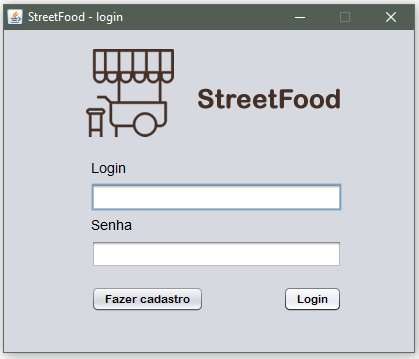 StreetFood - login
StreetFood
Login
Senha
Fazer cadastro
Login